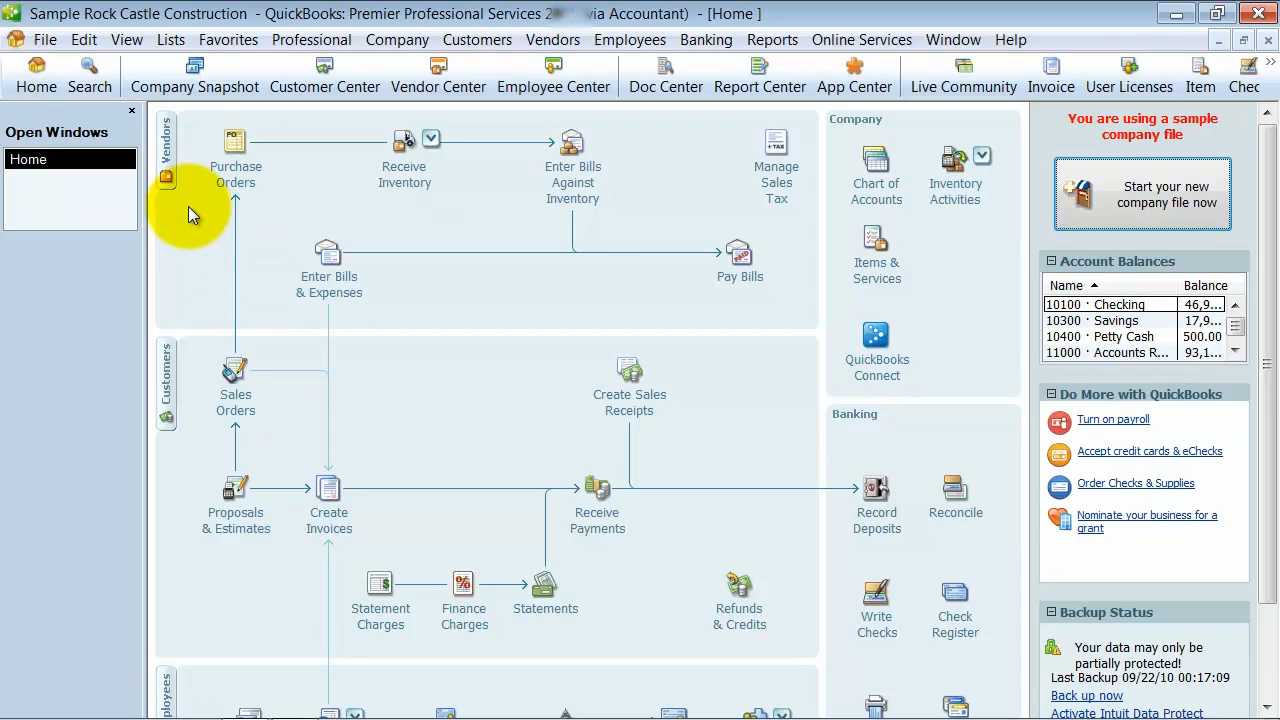 Sample Rock Castle Construction - QuickBooks: Premier Professional Services 2 via Accountant) - [Home ]
File Edit View Lists Favorites Professional Company Customers Vendors Employees Banking Reports Online Services Window Help
Home Search Company Snapshot Customer Center Vendor Center Employee Center Doc Center Report Center App Center Live Community Invoice User Licenses Item Chec
Open Windows
Home
Vendors
PO
Purchase
Orders
Receive
Inventory
Enter Bills
Against
Inventory
+ TAX
Manage
Sales
Tax
Enter Bills
& Expenses
Pay Bills
Customers
Sales
Orders
Create Sales
Receipts
Proposals
& Estimates
Create
Invoices
Receive
Payments
Statement
Charges
Finance
Charges
Statements
Refunds
& Credits
ployees
Company
Chart of
Accounts
Inventory
Activities
Items &
Services
QuickBooks
Connect
Banking
Record
Deposits
Reconcile
Write
Checks
Check
Register
You are using a sample
company file
Start your new
company file now
Account Balances
Name Balance
10100 · Checking 46,9...
10300 · Savings 17,9...
10400 · Petty Cash 500.00
11000 · Accounts R... 93,1...
Do More with QuickBooks
Turn on payroll
Accept credit cards & eChecks
Order Checks & Supplies
Nominate your business for a
grant
Backup Status
Your data may only be
partially protected!
Last Backup 09/22/10 00:17:09
Back up now
Activate Intuit Data Protect